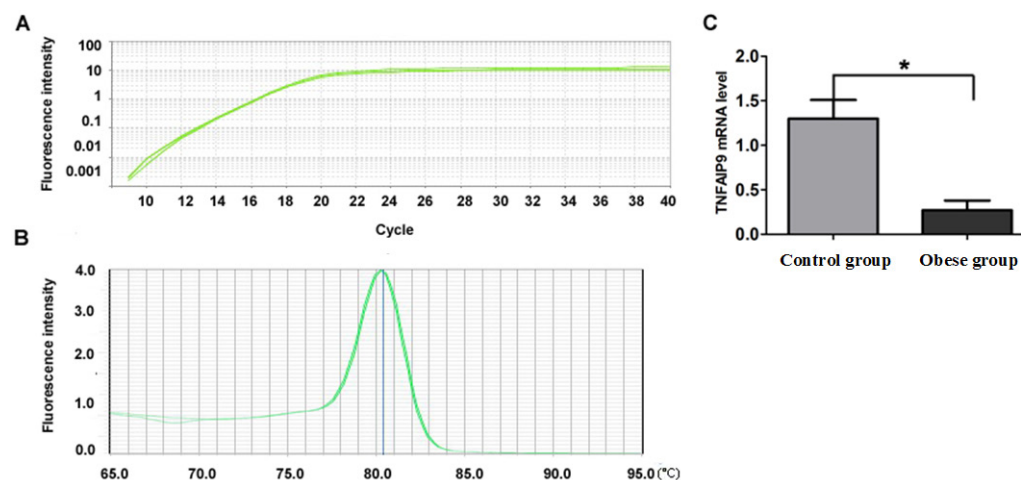 A
Fluorescence intensity
100
10
1
0.1
0.01
0.001
10 12 14 16 18 20 22 24 26 28 30 32 34 36 38 40
Cycle
B
Fluorescence intensity
4.0
3.0
2.0
1.0
0.0
65.0 70.0 75.0 80.0 85.0 90.0 95.0 (°C)
C
TNFAIP9 mRNA level
2.0
1.5
1.0
0.5
0.0
*
Control group Obese group